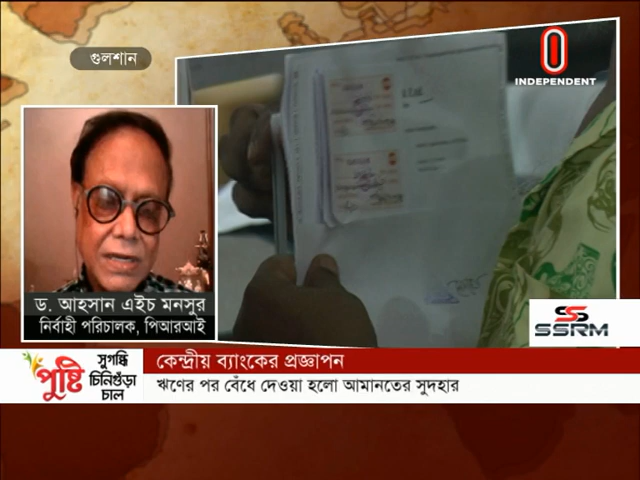 গুলশান
INDEPENDENT
ড. আহসান এইচ মনসুর
নির্বাহী পরিচালক, পিআরআই
SSRM
পুষ্টি
সুগন্ধি
চিনিগুঁড়া
চাল
কেন্দ্রীয় ব্যাংকের প্রজ্ঞাপন
ঋণের পর বেঁধে দেওয়া হলো আমানতের সুদহার